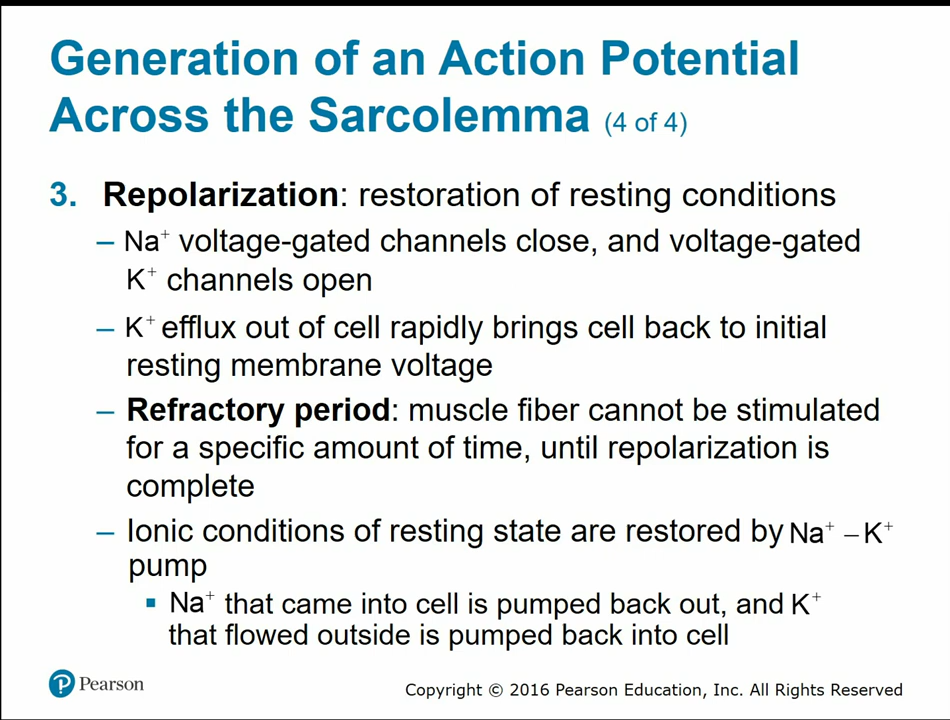 Generation of an Action Potential
Across the Sarcolemma (4 of 4)
3. Repolarization: restoration of resting conditions
– Na⁺ voltage-gated channels close, and voltage-gated
K⁺ channels open
– K⁺ efflux out of cell rapidly brings cell back to initial
resting membrane voltage
– Refractory period: muscle fiber cannot be stimulated
for a specific amount of time, until repolarization is
complete
– Ionic conditions of resting state are restored by Na⁺ – K⁺
pump
▪ Na⁺ that came into cell is pumped back out, and K⁺
that flowed outside is pumped back into cell
P Pearson
Copyright © 2016 Pearson Education, Inc. All Rights Reserved